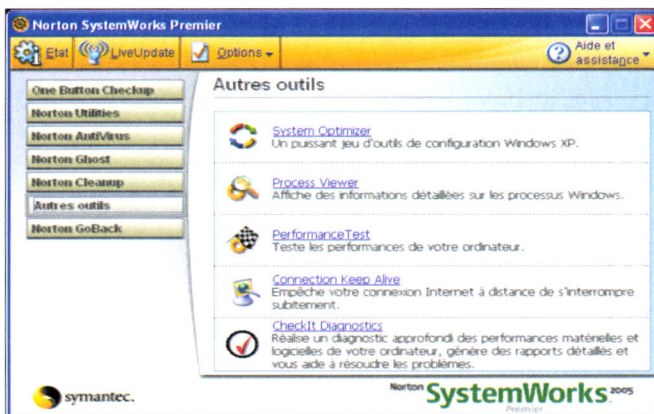 Norton SystemWorks Premier
Etat
LiveUpdate
Options
?
Aide et
assistance
One Button Checkup
Norton Utilities
Norton AntiVirus
Norton Ghost
Norton Cleanup
Autres outils
Norton GoBack
Autres outils
System Optimizer
Un puissant jeu d'outils de configuration Windows XP.
Process Viewer
Affiche des informations détaillées sur les processus Windows.
PerformanceTest
Teste les performances de votre ordinateur.
Connection Keep Alive
Empêche votre connexion Internet à distance de s'interrompre
subitement.
CheckIt Diagnostics
Réalise un diagnostic approfondi des performances matérielles et
logicielles de votre ordinateur, génère des rapports détaillés et
vous aide à résoudre les problèmes.
symantec.
Norton SystemWorks 2005
Premier